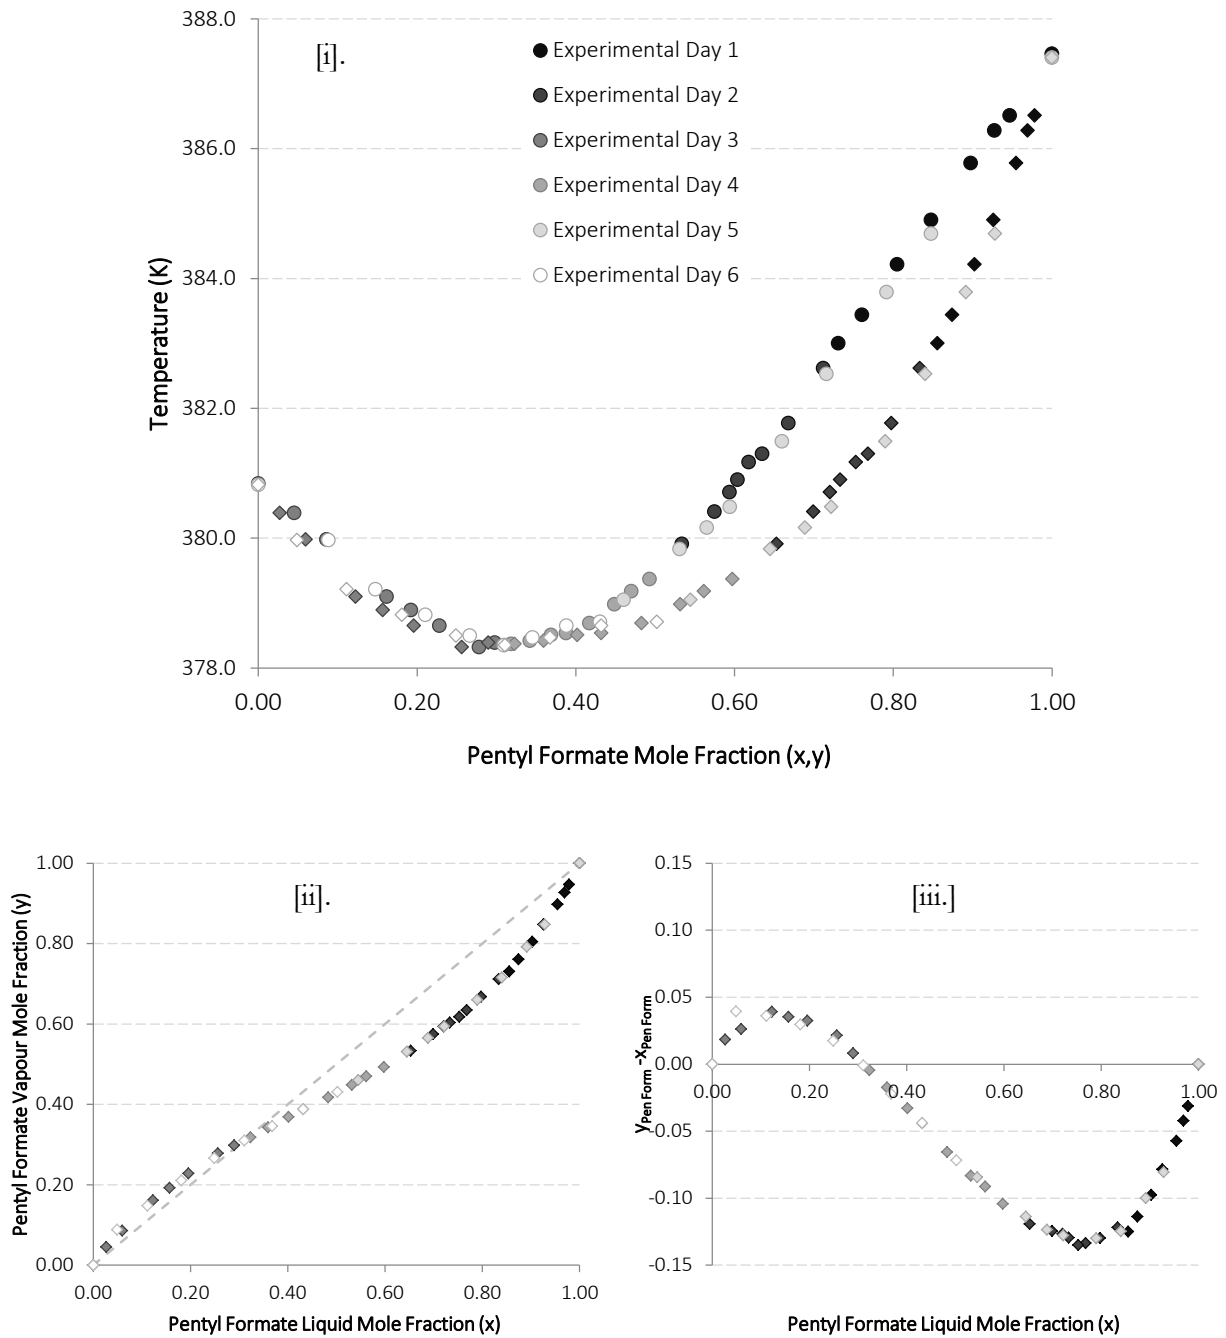 388.0
386.0
384.0
382.0
380.0
378.0
Temperature (K)
[i].
Experimental Day 1
Experimental Day 2
Experimental Day 3
Experimental Day 4
Experimental Day 5
Experimental Day 6
0.00 0.20 0.40 0.60 0.80 1.00
Pentyl Formate Mole Fraction (x,y)
1.00
0.80
0.60
0.40
0.20
0.00
Pentyl Formate Vapour Mole Fraction (y)
[ii].
0.00 0.20 0.40 0.60 0.80 1.00
Pentyl Formate Liquid Mole Fraction (x)
0.15
0.10
0.05
0.00
-0.05
-0.10
-0.15
yPen Form -xPen Form
[iii.]
0.00 0.20 0.40 0.60 0.80 1.00
Pentyl Formate Liquid Mole Fraction (x)